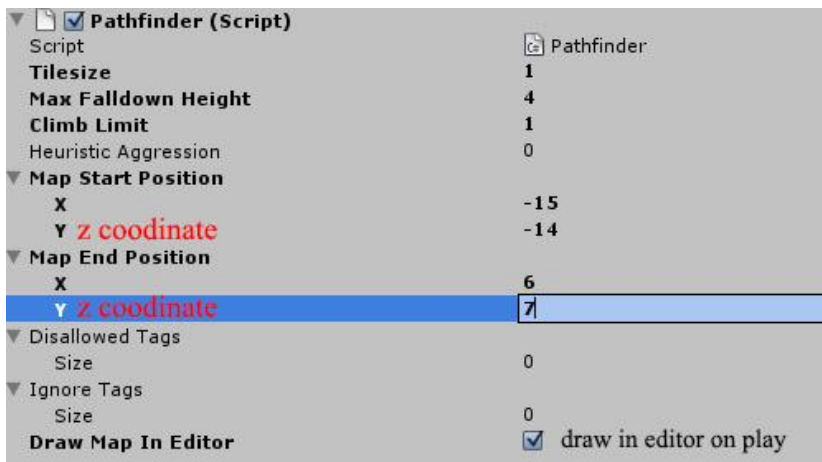 Pathfinder (Script)
Script Pathfinder
Tilesize 1
Max Falldown Height 4
Climb Limit 1
Heuristic Aggression 0
Map Start Position
X -15
Y z coodinate -14
Map End Position
X 6
Y z coodinate 7
Disallowed Tags
Size 0
Ignore Tags
Size 0
Draw Map In Editor draw in editor on play